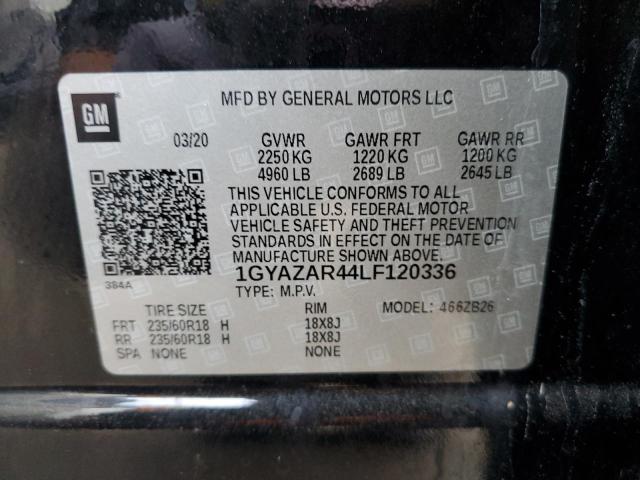 GM
MFD BY GENERAL MOTORS LLC
03/20 GVWR GAWR FRT GAWR RR
2250 KG 1220 KG 1200 KG
4960 LB 2689 LB 2645 LB
THIS VEHICLE CONFORMS TO ALL
APPLICABLE U.S. FEDERAL MOTOR
VEHICLE SAFETY AND THEFT PREVENTION
STANDARDS IN EFFECT ON THE DATE OF
MANUFACTURE SHOWN ABOVE.
1GYAZAR44LF120336
384A
TYPE: M.P.V. MODEL: 466ZB26
TIRE SIZE RIM
FRT 235/60R18 H 18X8J
RR 235/60R18 H 18X8J
SPA NONE NONE